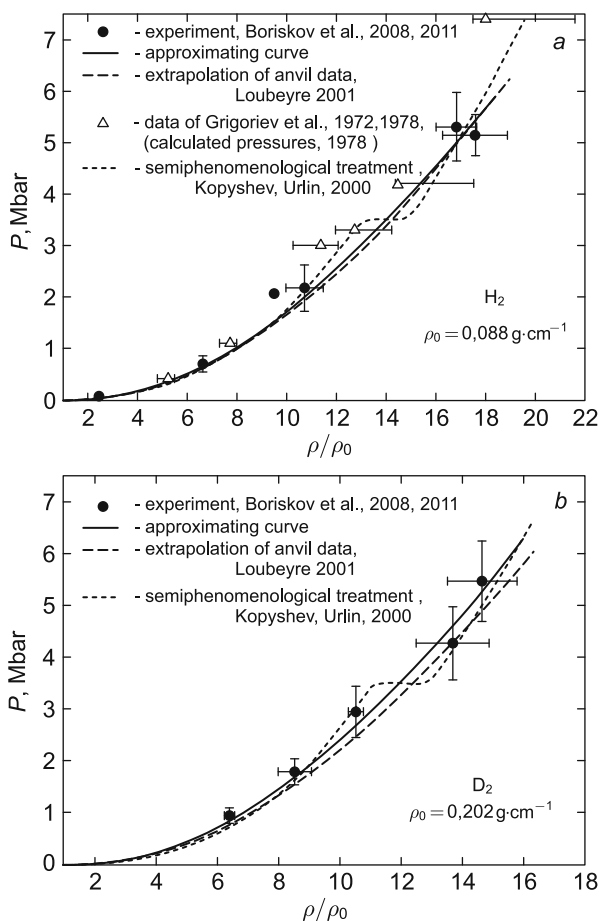 7
6
5
4
3
2
1
0
P, Mbar
a
- experiment, Boriskov et al., 2008, 2011
- approximating curve
- extrapolation of anvil data,
Loubeyre 2001
- data of Grigoriev et al., 1972,1978,
(calculated pressures, 1978 )
- semiphenomenological treatment ,
Kopyshev, Urlin, 2000
H₂
ρ₀ = 0,088 g·cm⁻¹
2 4 6 8 10 12 14 16 18 20 22
ρ/ρ₀
7
6
5
4
3
2
1
0
P, Mbar
b
- experiment, Boriskov et al., 2008, 2011
- approximating curve
- extrapolation of anvil data,
Loubeyre 2001
- semiphenomenological treatment ,
Kopyshev, Urlin, 2000
D₂
ρ₀ = 0,202 g·cm⁻¹
2 4 6 8 10 12 14 16 18
ρ/ρ₀